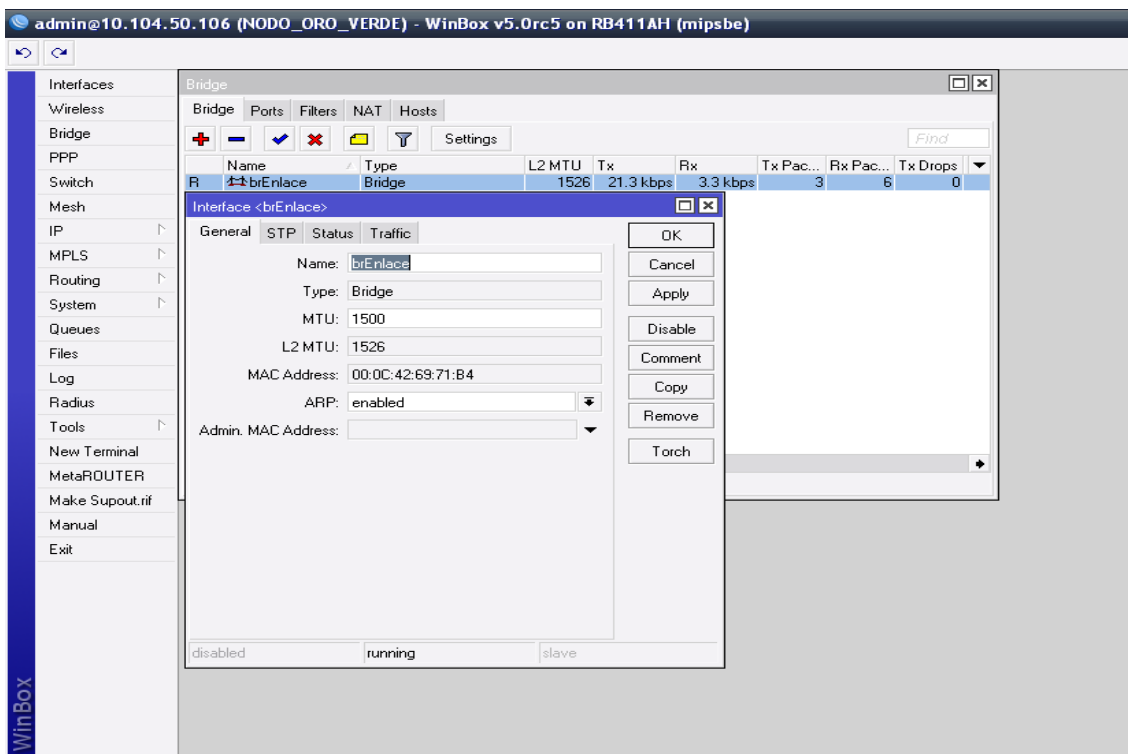 admin@10.104.50.106 (NODO_ORO_VERDE) - WinBox v5.0rc5 on RB411AH (mipsbe)
Interfaces
Wireless
Bridge
PPP
Switch
Mesh
IP
MPLS
Routing
System
Queues
Files
Log
Radius
Tools
New Terminal
MetaROUTER
Make Supout.rif
Manual
Exit
WinBox
Bridge
Bridge Ports Filters NAT Hosts
Settings Find
Name Type L2 MTU Tx Rx Tx Pac... Rx Pac... Tx Drops
R brEnlace Bridge 1526 21.3 kbps 3.3 kbps 3 6 0
Interface <brEnlace>
General STP Status Traffic
Name: brEnlace
Type: Bridge
MTU: 1500
L2 MTU: 1526
MAC Address: 00:0C:42:69:71:B4
ARP: enabled
Admin. MAC Address:
OK
Cancel
Apply
Disable
Comment
Copy
Remove
Torch
disabled running slave